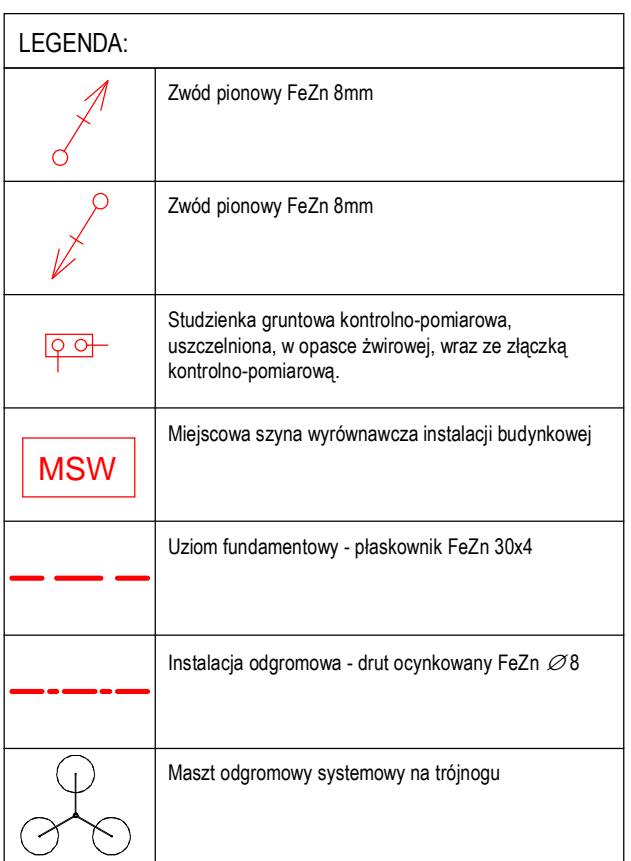 LEGENDA:
Zwód pionowy FeZn 8mm
Zwód pionowy FeZn 8mm
Studzienka gruntowa kontrolno-pomiarowa,
uszczelniona, w opasce żwirowej, wraz ze złączką
kontrolno-pomiarową.
MSW
Miejscowa szyna wyrównawcza instalacji budynkowej
Uziom fundamentowy - płaskownik FeZn 30x4
Instalacja odgromowa - drut ocynkowany FeZn ∅8
Maszt odgromowy systemowy na trójnogu